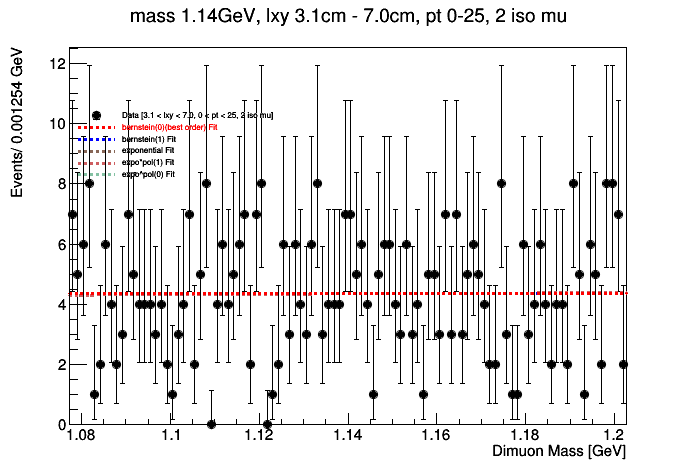 mass 1.14GeV, lxy 3.1cm - 7.0cm, pt 0-25, 2 iso mu
Events/ 0.001254 GeV
12
10
8
6
4
2
0
Data [3.1 < lxy < 7.0, 0 < pt < 25, 2 iso mu]
bernstein(0)(best order) Fit
bernstein(1) Fit
exponential Fit
expo*pol(1) Fit
expo^pol(0) Fit
1.08 1.1 1.12 1.14 1.16 1.18 1.2
Dimuon Mass [GeV]